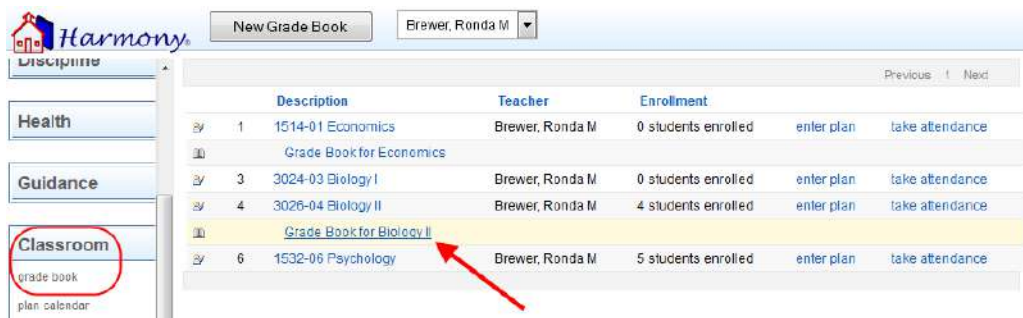 Harmony. New Grade Book Brewer, Ronda M
Discipline
Previous 1 Next
Description Teacher Enrollment
Health
1 1514-01 Economics Brewer, Ronda M 0 students enrolled enter plan take attendance
Grade Book for Economics
Guidance
3 3024-03 Biology I Brewer, Ronda M 0 students enrolled enter plan take attendance
4 3026-04 Biology II Brewer, Ronda M 4 students enrolled enter plan take attendance
Classroom
Grade Book for Biology II
6 1532-06 Psychology Brewer, Ronda M 5 students enrolled enter plan take attendance
grade book
plan calendar